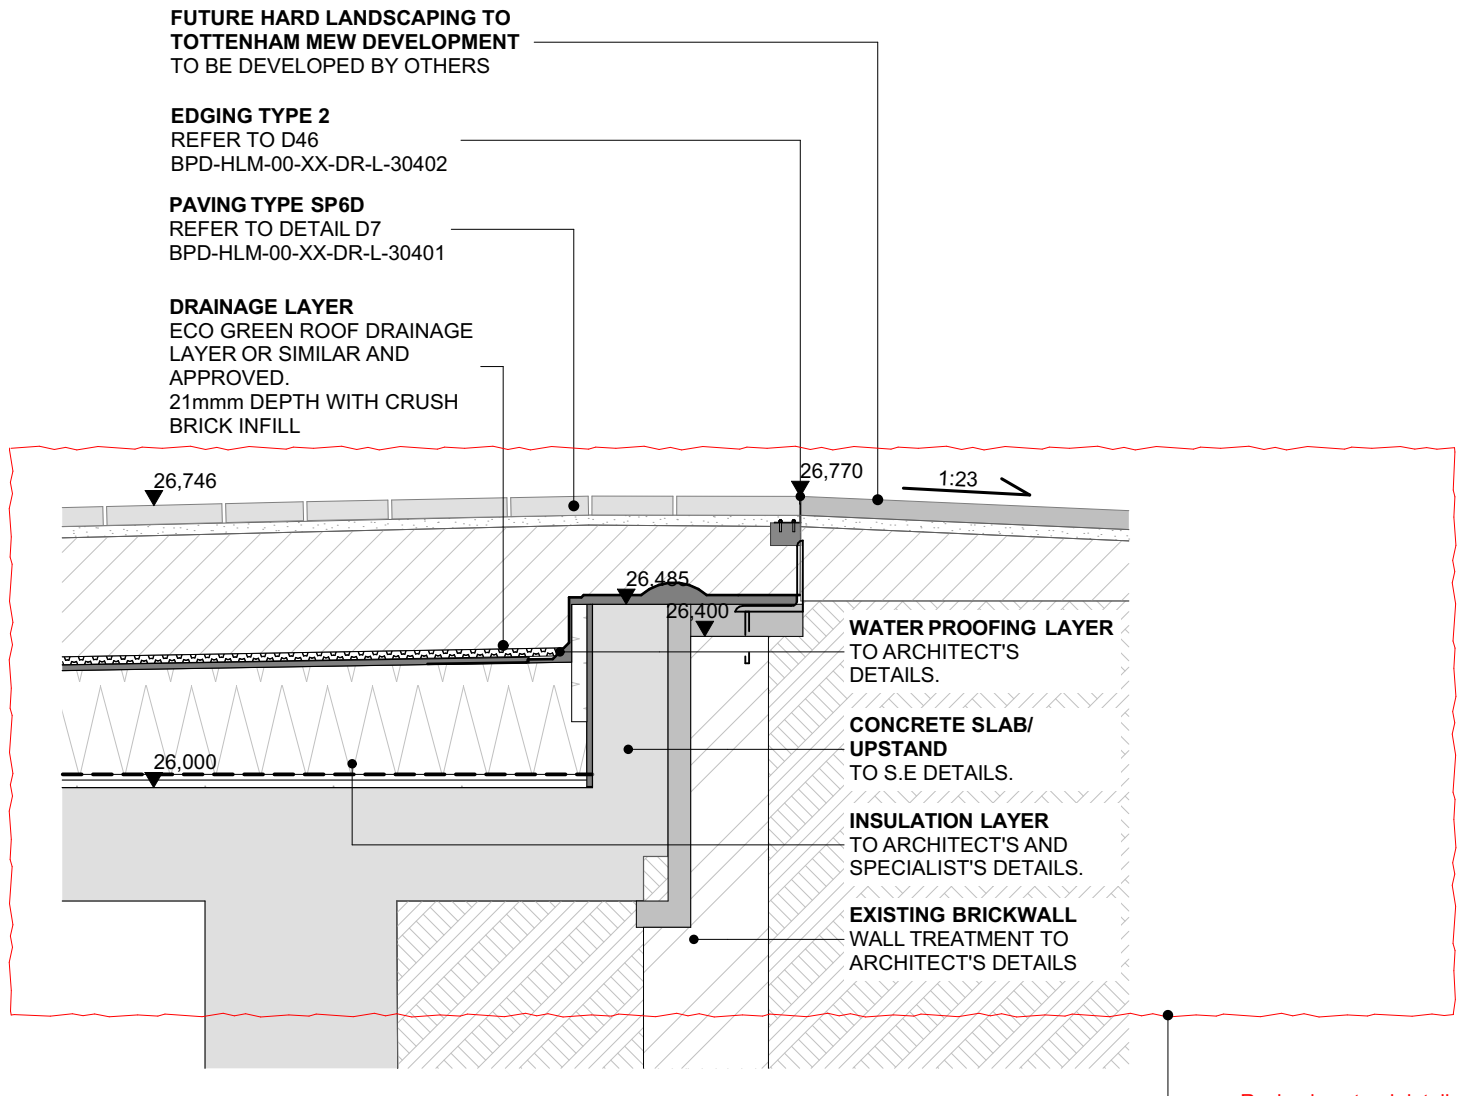 FUTURE HARD LANDSCAPING TO
TOTTENHAM MEW DEVELOPMENT
TO BE DEVELOPED BY OTHERS
EDGING TYPE 2
REFER TO D46
BPD-HLM-00-XX-DR-L-30402
PAVING TYPE SP6D
REFER TO DETAIL D7
BPD-HLM-00-XX-DR-L-30401
DRAINAGE LAYER
ECO GREEN ROOF DRAINAGE
LAYER OR SIMILAR AND
APPROVED.
21mmm DEPTH WITH CRUSH
BRICK INFILL
26,746
26,770
1:23
26,485
26,400
WATER PROOFING LAYER
TO ARCHITECT'S
DETAILS.
CONCRETE SLAB/
UPSTAND
TO S.E DETAILS.
26,000
INSULATION LAYER
TO ARCHITECT'S AND
SPECIALIST'S DETAILS.
EXISTING BRICKWALL
WALL TREATMENT TO
ARCHITECT'S DETAILS